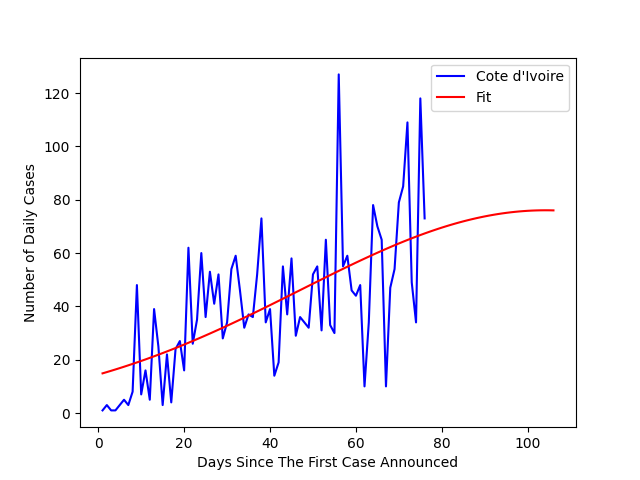 Cote d'Ivoire
Fit
120
100
80
60
40
20
0
Number of Daily Cases
0 20 40 60 80 100
Days Since The First Case Announced